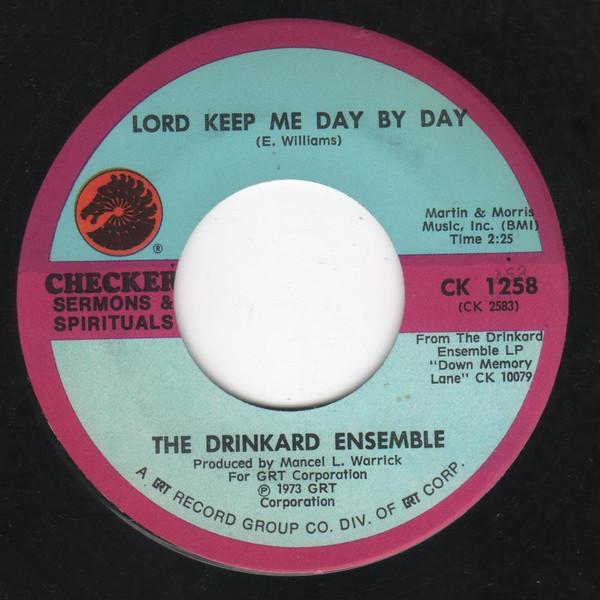 LORD KEEP ME DAY BY DAY
(E. Williams)
Martin & Morris
Music, Inc. (BMI)
Time 2:25
®
CHECKER
SERMONS &
SPIRITUALS
CK 1258
(CK 2583)
From The Drinkard
Ensemble LP
"Down Memory
Lane" CK 10079
THE DRINKARD ENSEMBLE
Produced by Mancel L. Warrick
For GRT Corporation
℗ 1973 GRT
Corporation
A GRT RECORD GROUP CO. DIV. OF GRT CORP.